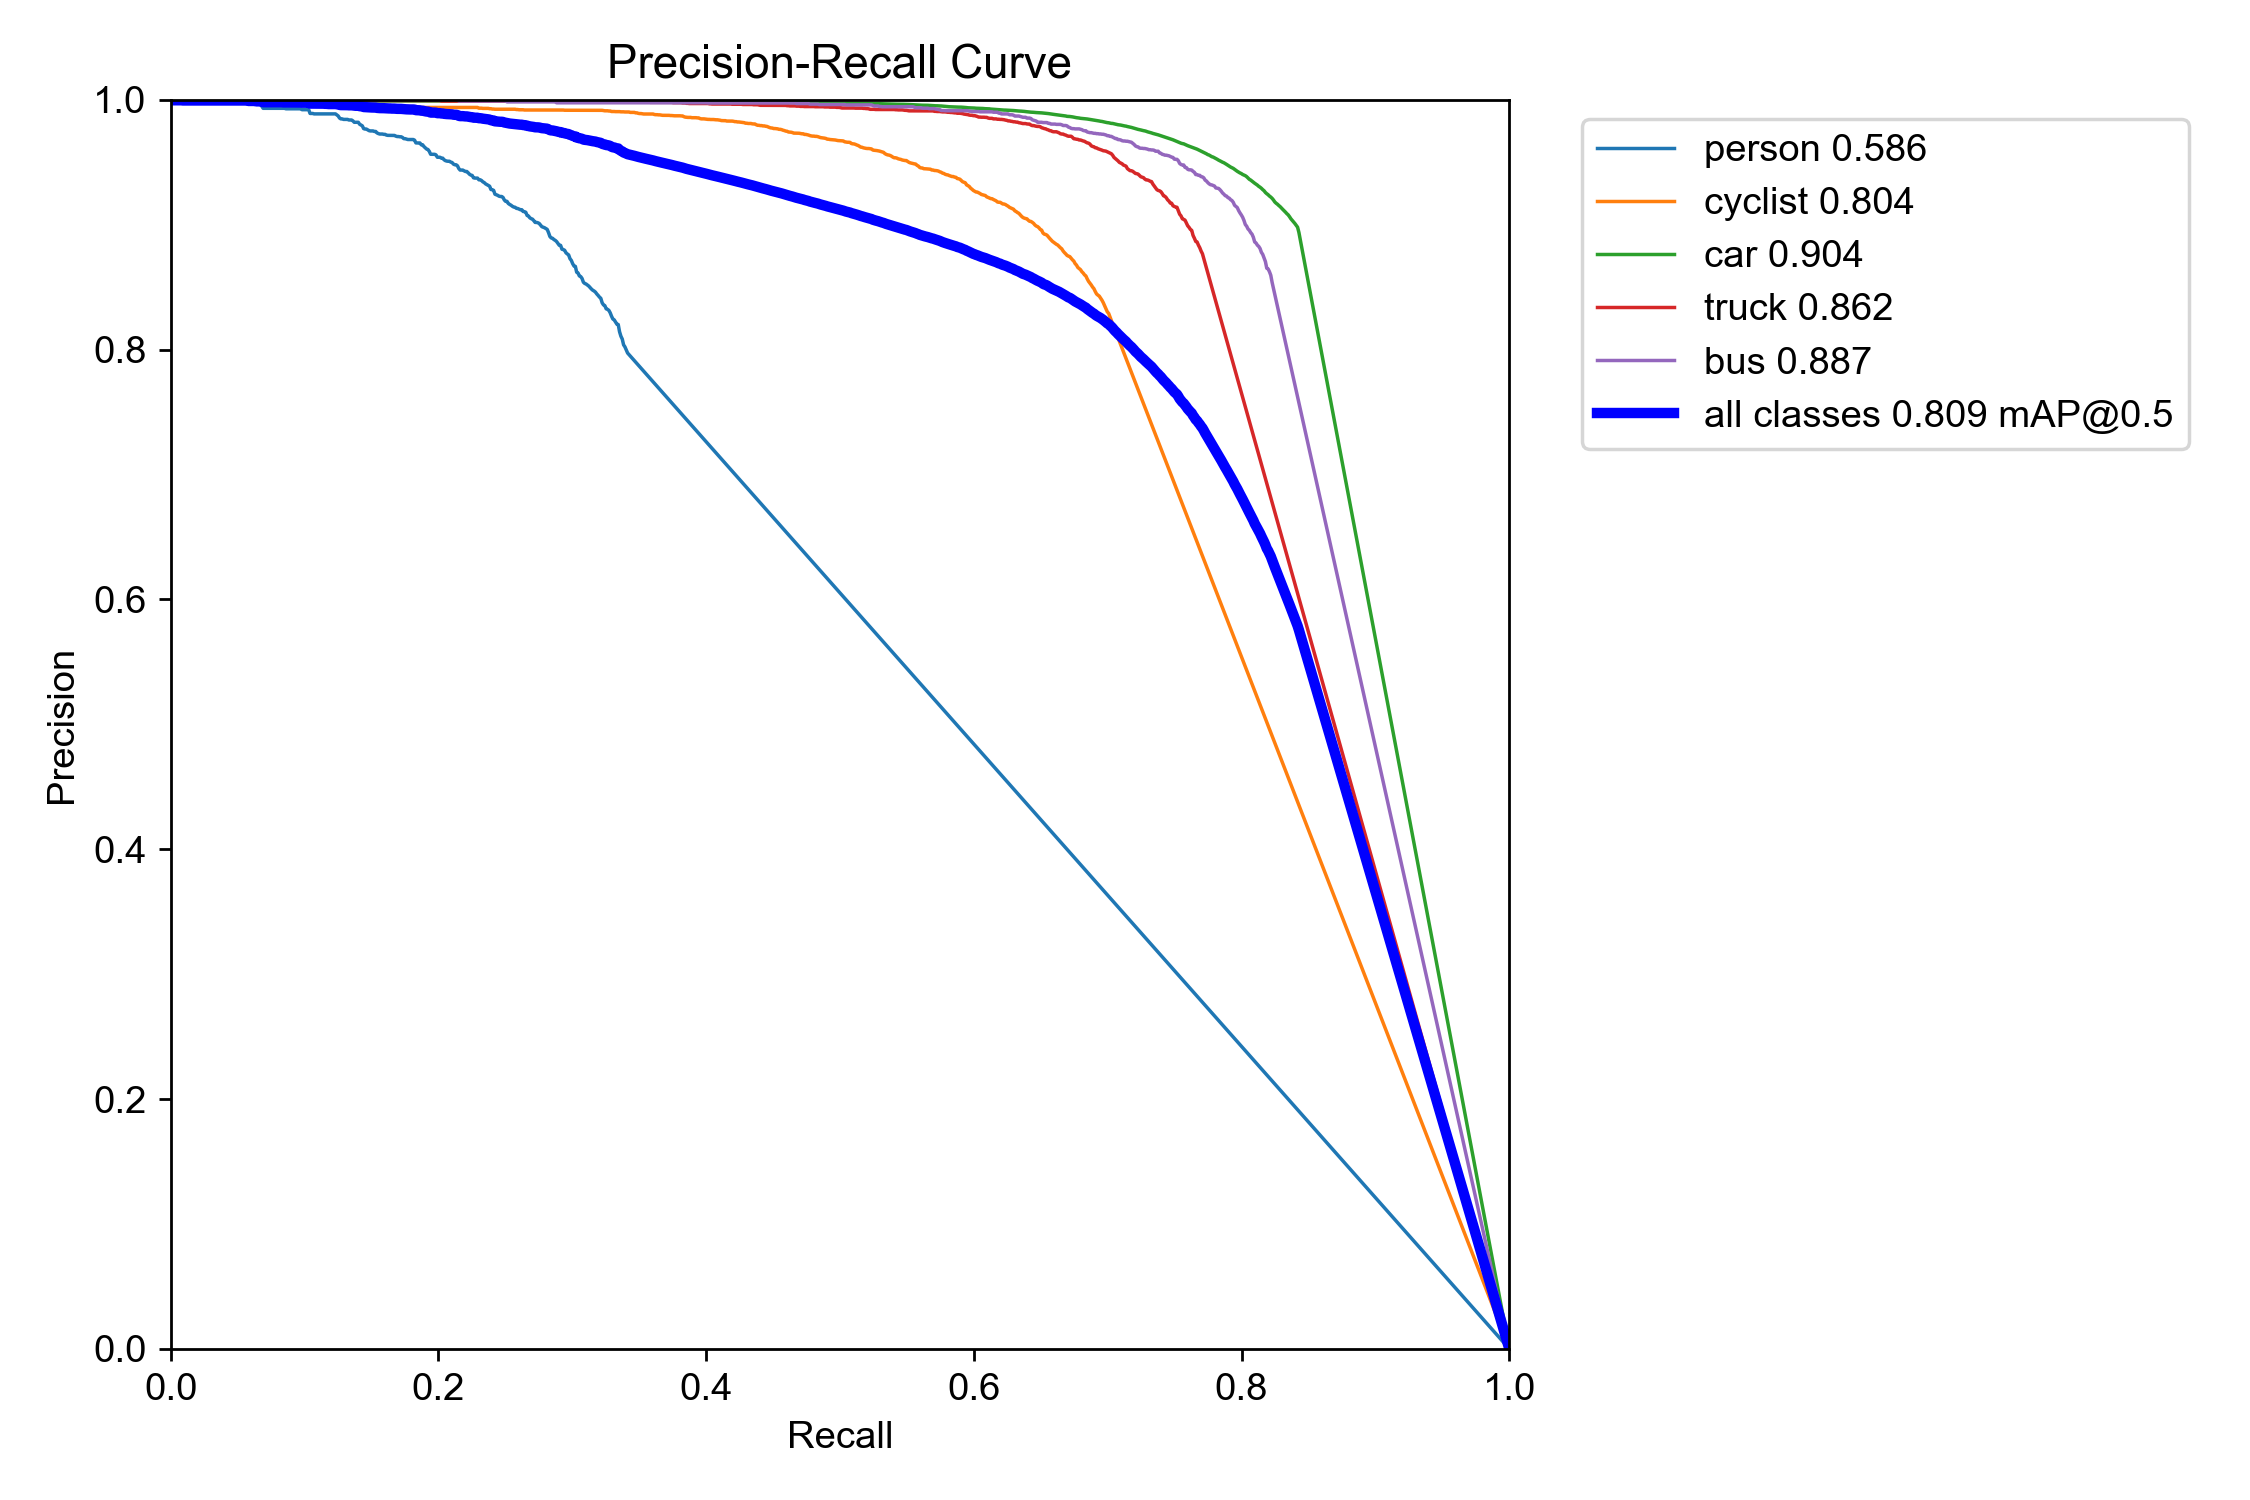 Precision-Recall Curve
1.0
0.8
0.6
0.4
0.2
0.0
Precision
0.0 0.2 0.4 0.6 0.8 1.0
Recall
person 0.586
cyclist 0.804
car 0.904
truck 0.862
bus 0.887
all classes 0.809 mAP@0.5